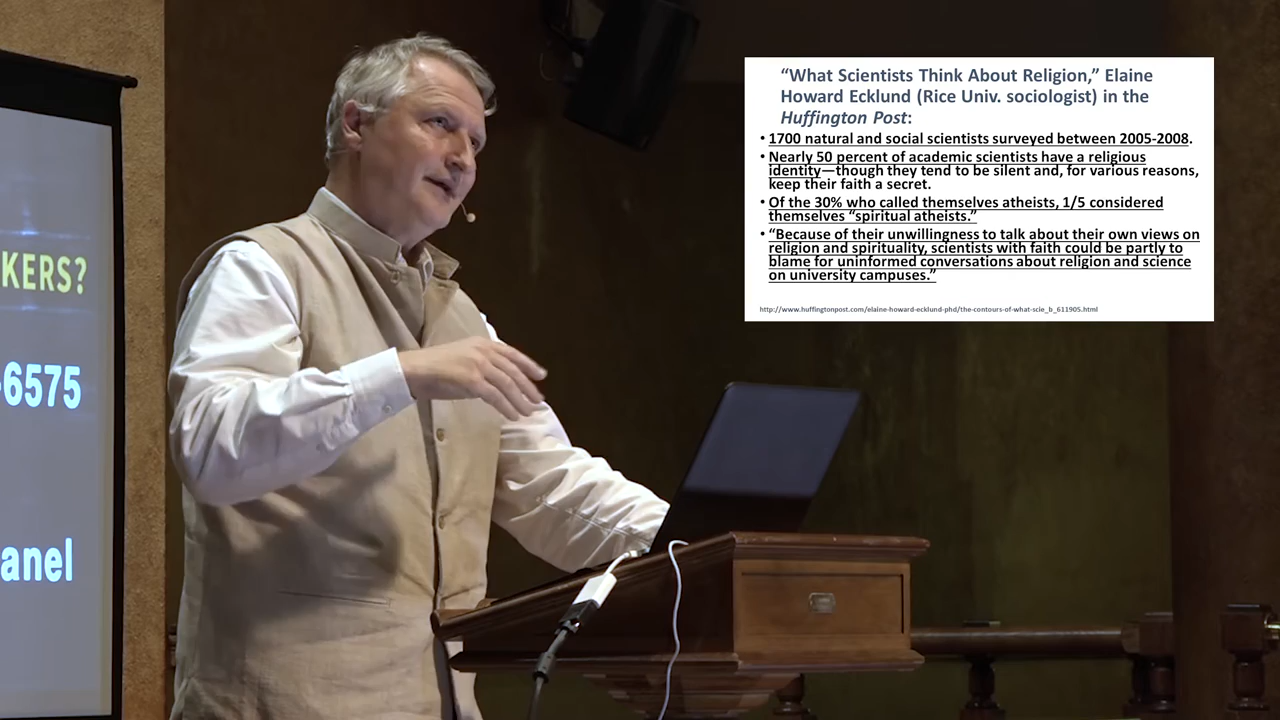 KERS?
-6575
anel
“What Scientists Think About Religion,” Elaine
Howard Ecklund (Rice Univ. sociologist) in the
Huffington Post:
• 1700 natural and social scientists surveyed between 2005-2008.
• Nearly 50 percent of academic scientists have a religious
identity—though they tend to be silent and, for various reasons,
keep their faith a secret.
• Of the 30% who called themselves atheists, 1/5 considered
themselves “spiritual atheists.”
• “Because of their unwillingness to talk about their own views on
religion and spirituality, scientists with faith could be partly to
blame for uninformed conversations about religion and science
on university campuses.”
http://www.huffingtonpost.com/elaine-howard-ecklund-phd/the-contours-of-what-scie_b_611905.html